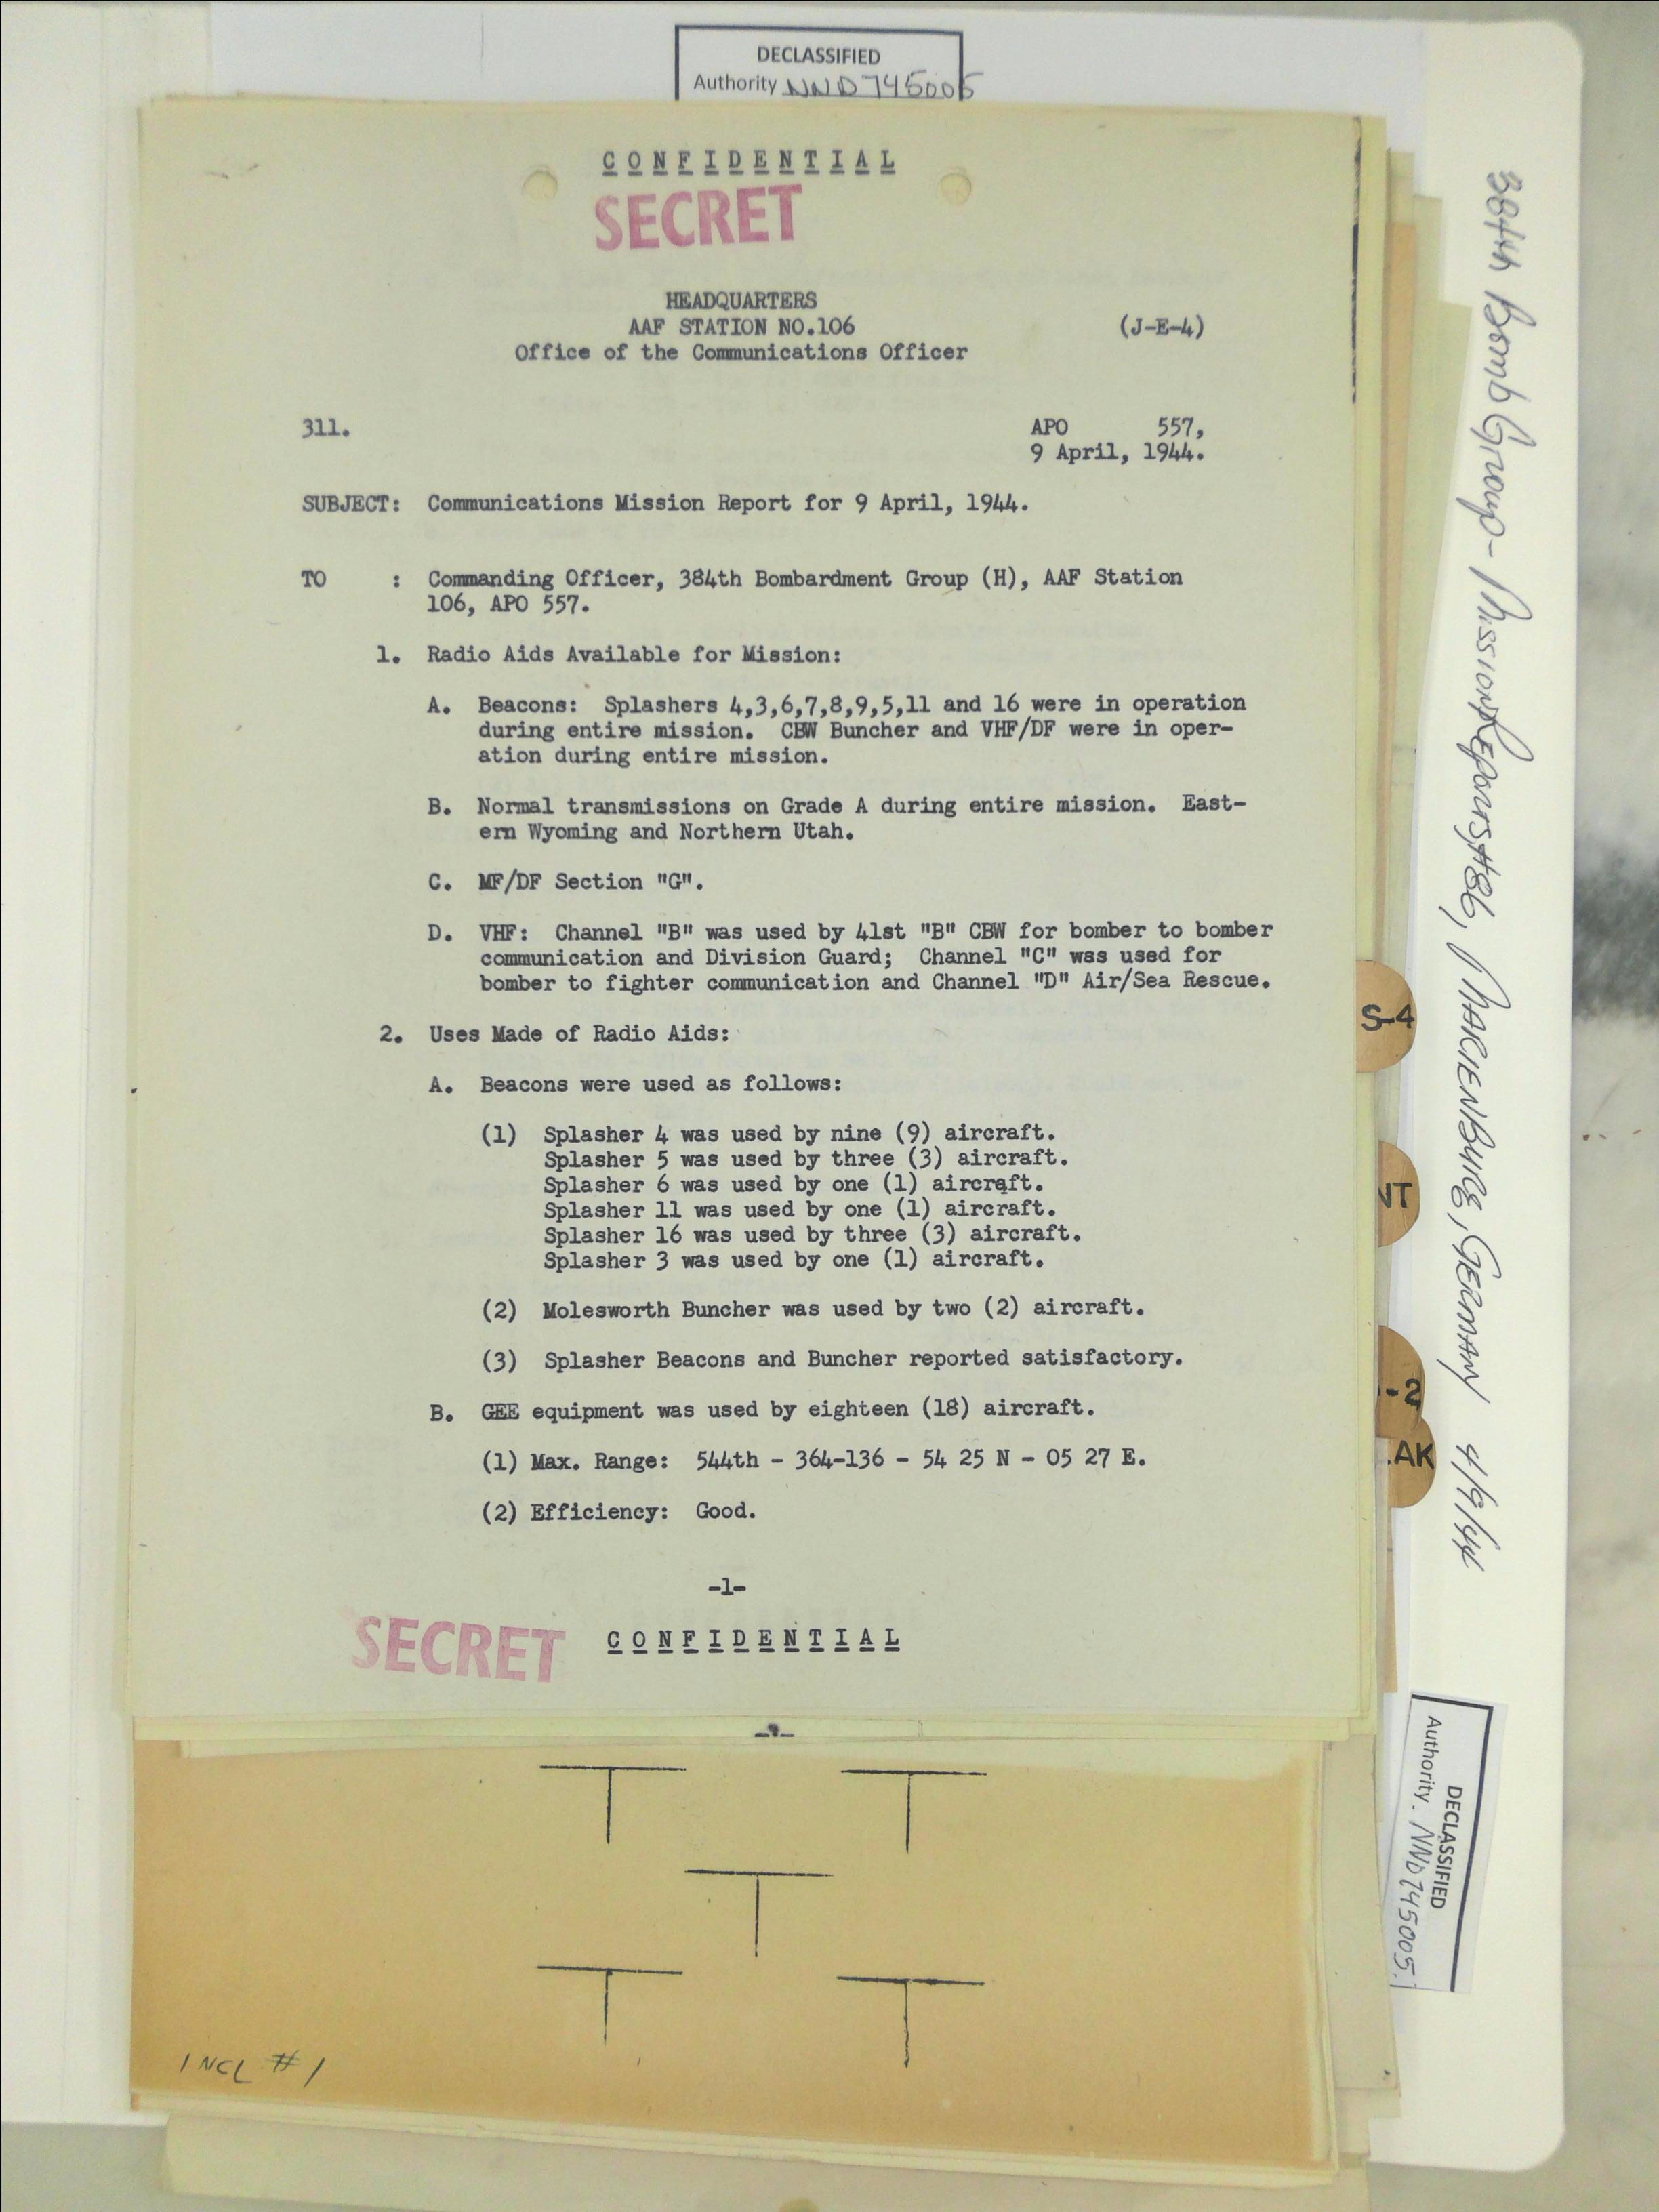 DECLASSIFIED
Authority NND745005
CONFIDENTIAL
SECRET
HEADQUARTERS
AAF STATION NO.106 (J-E-4)
Office of the Communications Officer
311. APO 557,
9 April, 1944.
SUBJECT: Communications Mission Report for 9 April, 1944.
TO : Commanding Officer, 384th Bombardment Group (H), AAF Station
106, APO 557.
1. Radio Aids Available for Mission:
A. Beacons: Splashers 4,3,6,7,8,9,5,11 and 16 were in operation
during entire mission. CBW Buncher and VHF/DF were in oper-
ation during entire mission.
B. Normal transmissions on Grade A during entire mission. East-
ern Wyoming and Northern Utah.
C. MF/DF Section "G".
D. VHF: Channel "B" was used by 41st "B" CBW for bomber to bomber
communication and Division Guard; Channel "C" was used for
bomber to fighter communication and Channel "D" Air/Sea Rescue.
2. Uses Made of Radio Aids:
A. Beacons were used as follows:
(1) Splasher 4 was used by nine (9) aircraft.
Splasher 5 was used by three (3) aircraft.
Splasher 6 was used by one (1) aircraft.
Splasher 11 was used by one (1) aircraft.
Splasher 16 was used by three (3) aircraft.
Splasher 3 was used by one (1) aircraft.
(2) Molesworth Buncher was used by two (2) aircraft.
(3) Splasher Beacons and Buncher reported satisfactory.
B. GEE equipment was used by eighteen (18) aircraft.
(1) Max. Range: 544th - 364-136 - 54 25 N - 05 27 E.
(2) Efficiency: Good.
-1-
SECRET CONFIDENTIAL
INCL #1
384th Bomb Group - Mission Reports #86, MARIENBURG, GERMANY 4/9/44
S-4
NT
-2
AK
DECLASSIFIED
Authority. NND745005.